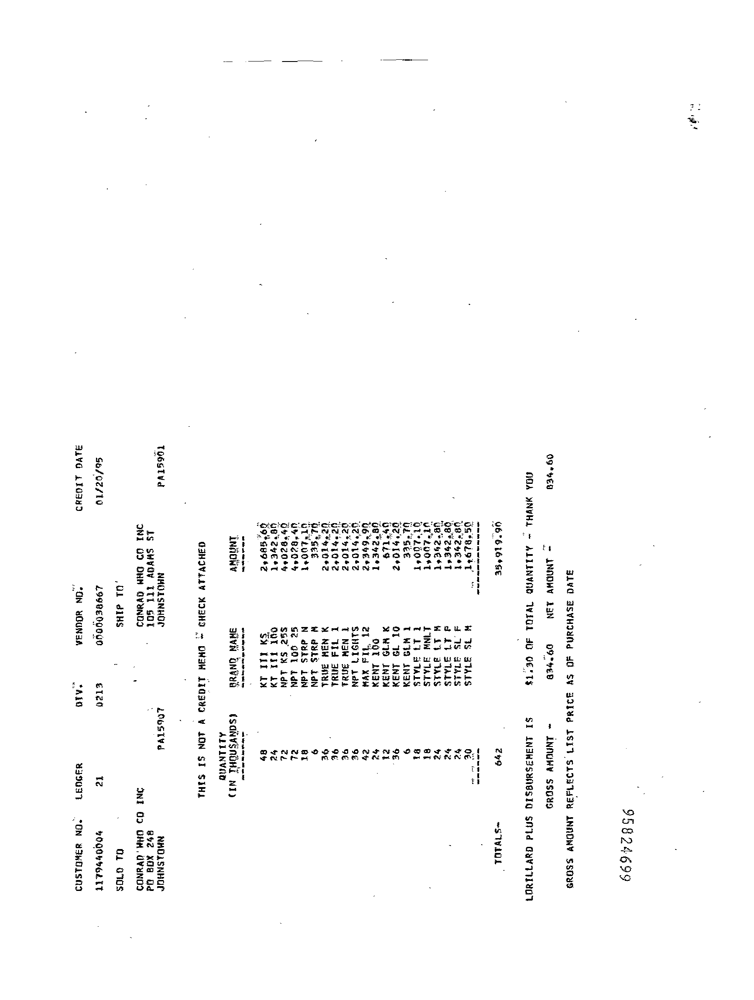 CUSTOMER NO. LEDGER DIV. VENDOR NO. CREDIT DATE
1179440004 21 0213 0000038667 01/20/95
SOLD TO SHIP TO
CONRAD WHO CO INC CONRAD WHO CO INC
PO BOX 248 105 111 ADAMS ST
JOHNSTOWN PA15907 JOHNSTOWN PA15901
THIS IS NOT A CREDIT MEMO - CHECK ATTACHED
QUANTITY
(IN THOUSANDS) BRAND NAME AMOUNT
48 KT III KS 2,685.60
24 KT III 100 1,342.80
72 NPT KS 25S 4,028.40
72 NPT 100 25 4,028.40
18 NPT STRP N 1,007.10
6 NPT STRP M 335.70
36 TRUE MEN K 2,014.20
36 TRUE FIL 1 2,014.20
36 TRUE MEN 1 2,014.20
36 NPT LIGHTS 2,014.20
42 MAX FIL 12 2,349.90
24 KENT 100 1,342.80
12 KENT GLM K 671.40
36 KENT GL 10 2,014.20
6 KENT GLM 1 335.70
18 STYLE LT 1 1,007.10
18 STYLE MNLT 1,007.10
24 STYLE LT M 1,342.80
24 STYLE LT F 1,342.80
24 STYLE SL F 1,342.80
30 STYLE SL M 1,678.50
TOTALS- 642 35,919.90
LORILLARD PLUS DISBURSEMENT IS $1.30 OF TOTAL QUANTITY - THANK YOU
GROSS AMOUNT - 834.60 NET AMOUNT - 834.60
GROSS AMOUNT REFLECTS LIST PRICE AS OF PURCHASE DATE
95824699